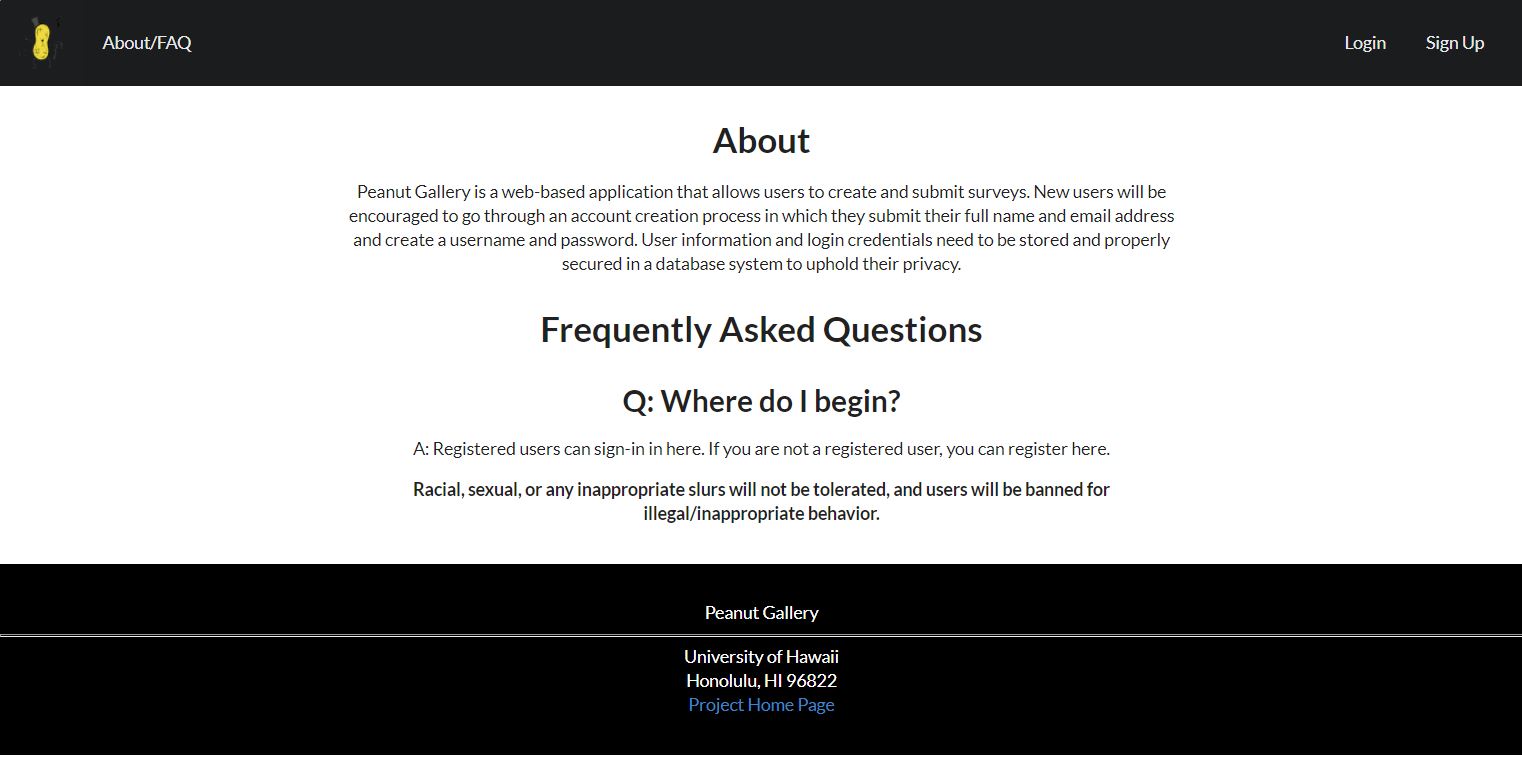 About/FAQ
Login
Sign Up
About
Peanut Gallery is a web-based application that allows users to create and submit surveys. New users will be
encouraged to go through an account creation process in which they submit their full name and email address
and create a username and password. User information and login credentials need to be stored and properly
secured in a database system to uphold their privacy.
Frequently Asked Questions
Q: Where do I begin?
A: Registered users can sign-in in here. If you are not a registered user, you can register here.
Racial, sexual, or any inappropriate slurs will not be tolerated, and users will be banned for
illegal/inappropriate behavior.
Peanut Gallery
University of Hawaii
Honolulu, HI 96822
Project Home Page